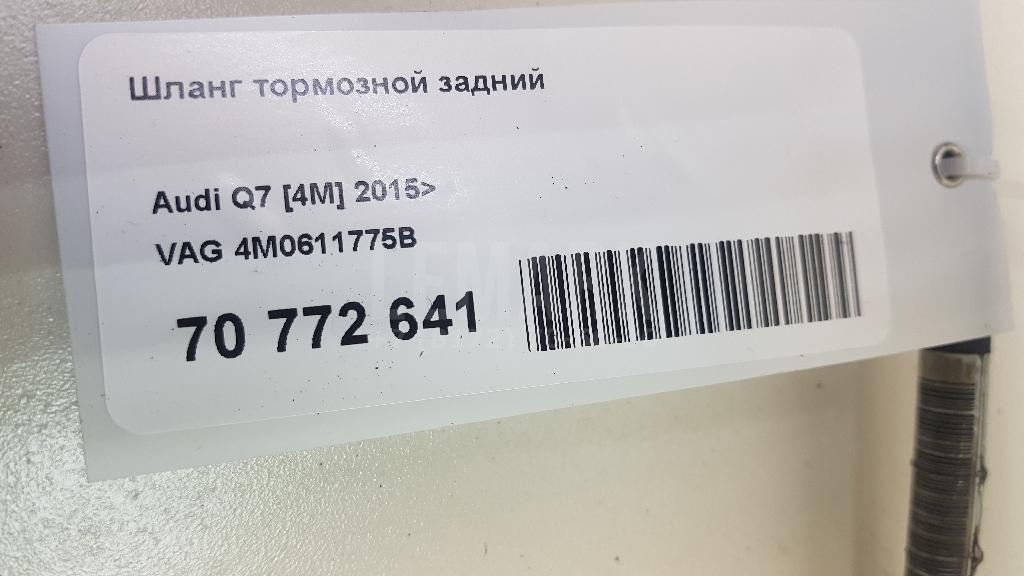 Шланг тормозной задний
Audi Q7 [4M] 2015>
VAG 4M0611775B
70 772 641